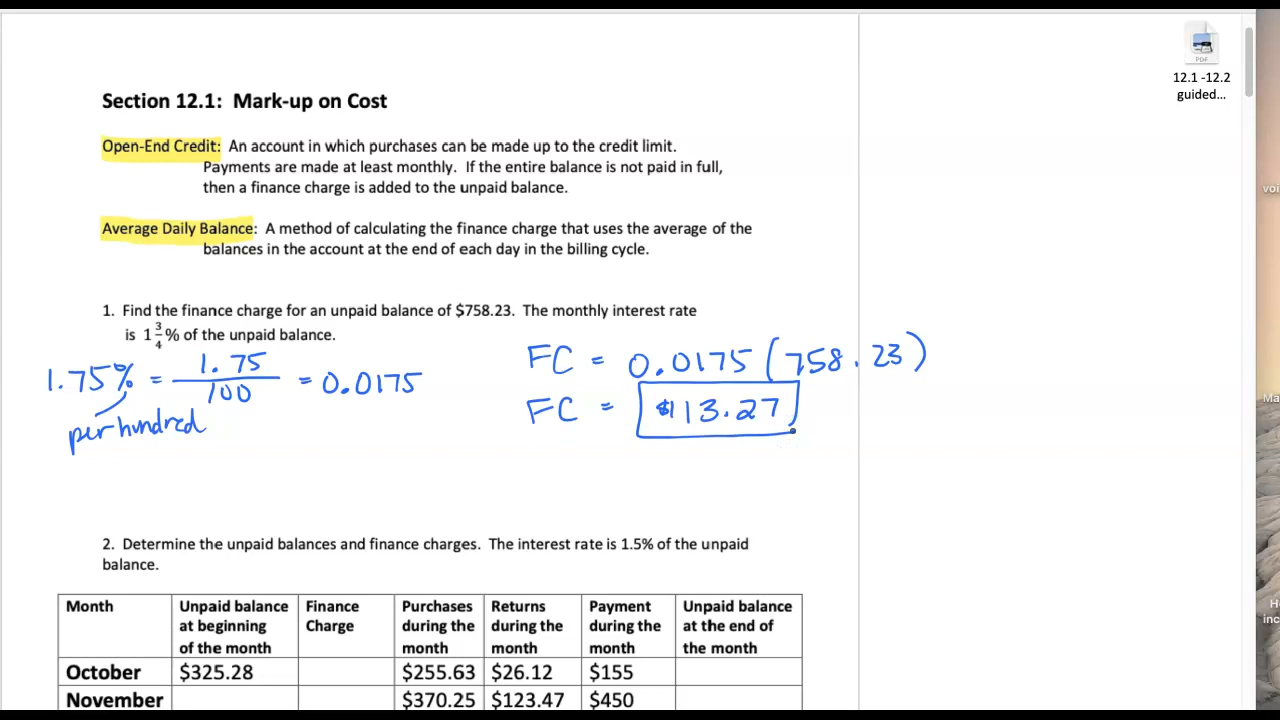 12.1 -12.2
guided...
Section 12.1: Mark-up on Cost
Open-End Credit: An account in which purchases can be made up to the credit limit.
Payments are made at least monthly. If the entire balance is not paid in full,
then a finance charge is added to the unpaid balance.
Average Daily Balance: A method of calculating the finance charge that uses the average of the
balances in the account at the end of each day in the billing cycle.
1. Find the finance charge for an unpaid balance of $758.23. The monthly interest rate
is 1 3/4 % of the unpaid balance.
1.75% = 1.75/100 = 0.0175
per hundred
FC = 0.0175 (758.23)
FC = $113.27
2. Determine the unpaid balances and finance charges. The interest rate is 1.5% of the unpaid
balance.
Month Unpaid balance at beginning of the month Finance Charge Purchases during the month Returns during the month Payment during the month Unpaid balance at the end of the month
October $325.28 $255.63 $26.12 $155
November $370.25 $123.47 $450